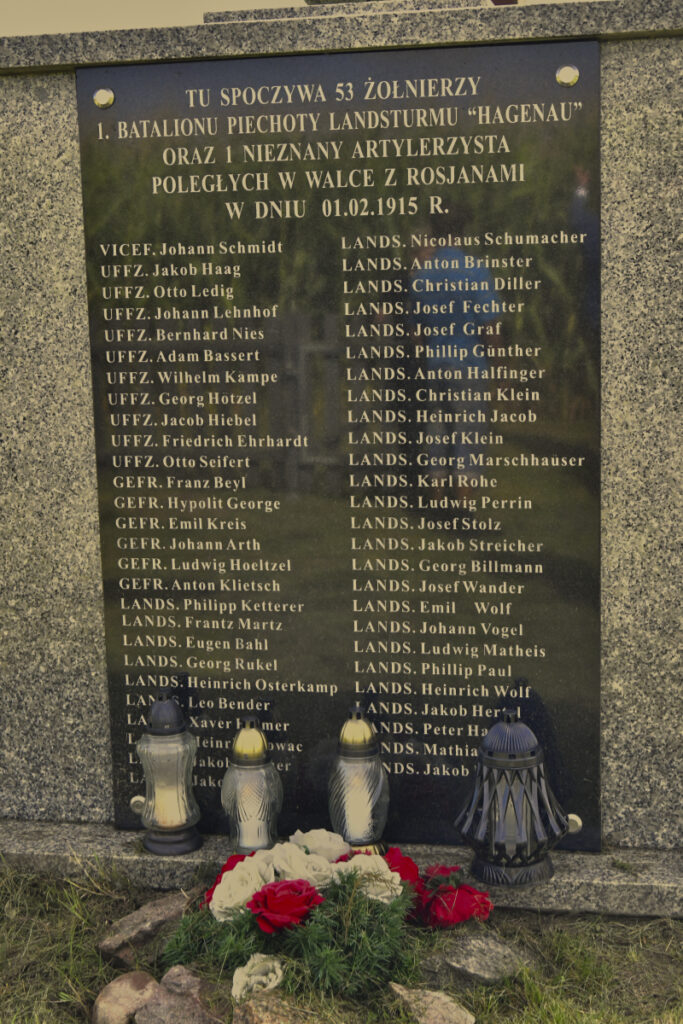 TU SPOCZYWA 53 ŻOŁNIERZY
1. BATALIONU PIECHOTY LANDSTURMU “HAGENAU”
ORAZ 1 NIEZNANY ARTYLERZYSTA
POLEGŁYCH W WALCE Z ROSJANAMI
W DNIU 01.02.1915 R.
VICEF. Johann Schmidt
UFFZ. Jakob Haag
UFFZ. Otto Ledig
UFFZ. Johann Lehnhof
UFFZ. Bernhard Nies
UFFZ. Adam Bassert
UFFZ. Wilhelm Kämpe
UFFZ. Georg Hotzel
UFFZ. Jacob Hiebel
UFFZ. Friedrich Ehrhardt
UFFZ. Otto Seifert
GEFR. Franz Beyl
GEFR. Hypolit George
GEFR. Emil Kreis
GEFR. Johann Arth
GEFR. Ludwig Hoeltzel
GEFR. Anton Klietsch
LANDS. Philipp Ketterer
LANDS. Frantz Martz
LANDS. Eugen Bahl
LANDS. Georg Rukel
LANDS. Heinrich Osterkamp
LANDS. Leo Bender
Xaver
LANDS. Nicolaus Schumacher
LANDS. Anton Brinster
LANDS. Christian Diller
LANDS. Josef Fechter
LANDS. Josef Graf
LANDS. Phillip Günther
LANDS. Anton Halfinger
LANDS. Christian Klein
LANDS. Heinrich Jacob
LANDS. Josef Klein
LANDS. Georg Marschhäuser
LANDS. Karl Rohe
LANDS. Ludwig Perrin
LANDS. Josef Stolz
LANDS. Jakob Streicher
LANDS. Georg Billmann
LANDS. Josef Wander
LANDS. Emil Wolf
LANDS. Johann Vogel
LANDS. Ludwig Matheis
LANDS. Phillip Paul
LANDS. Heinrich Wolf
LANDS. Jakob
LANDS. Peter
LANDS.
LANDS. Jakob